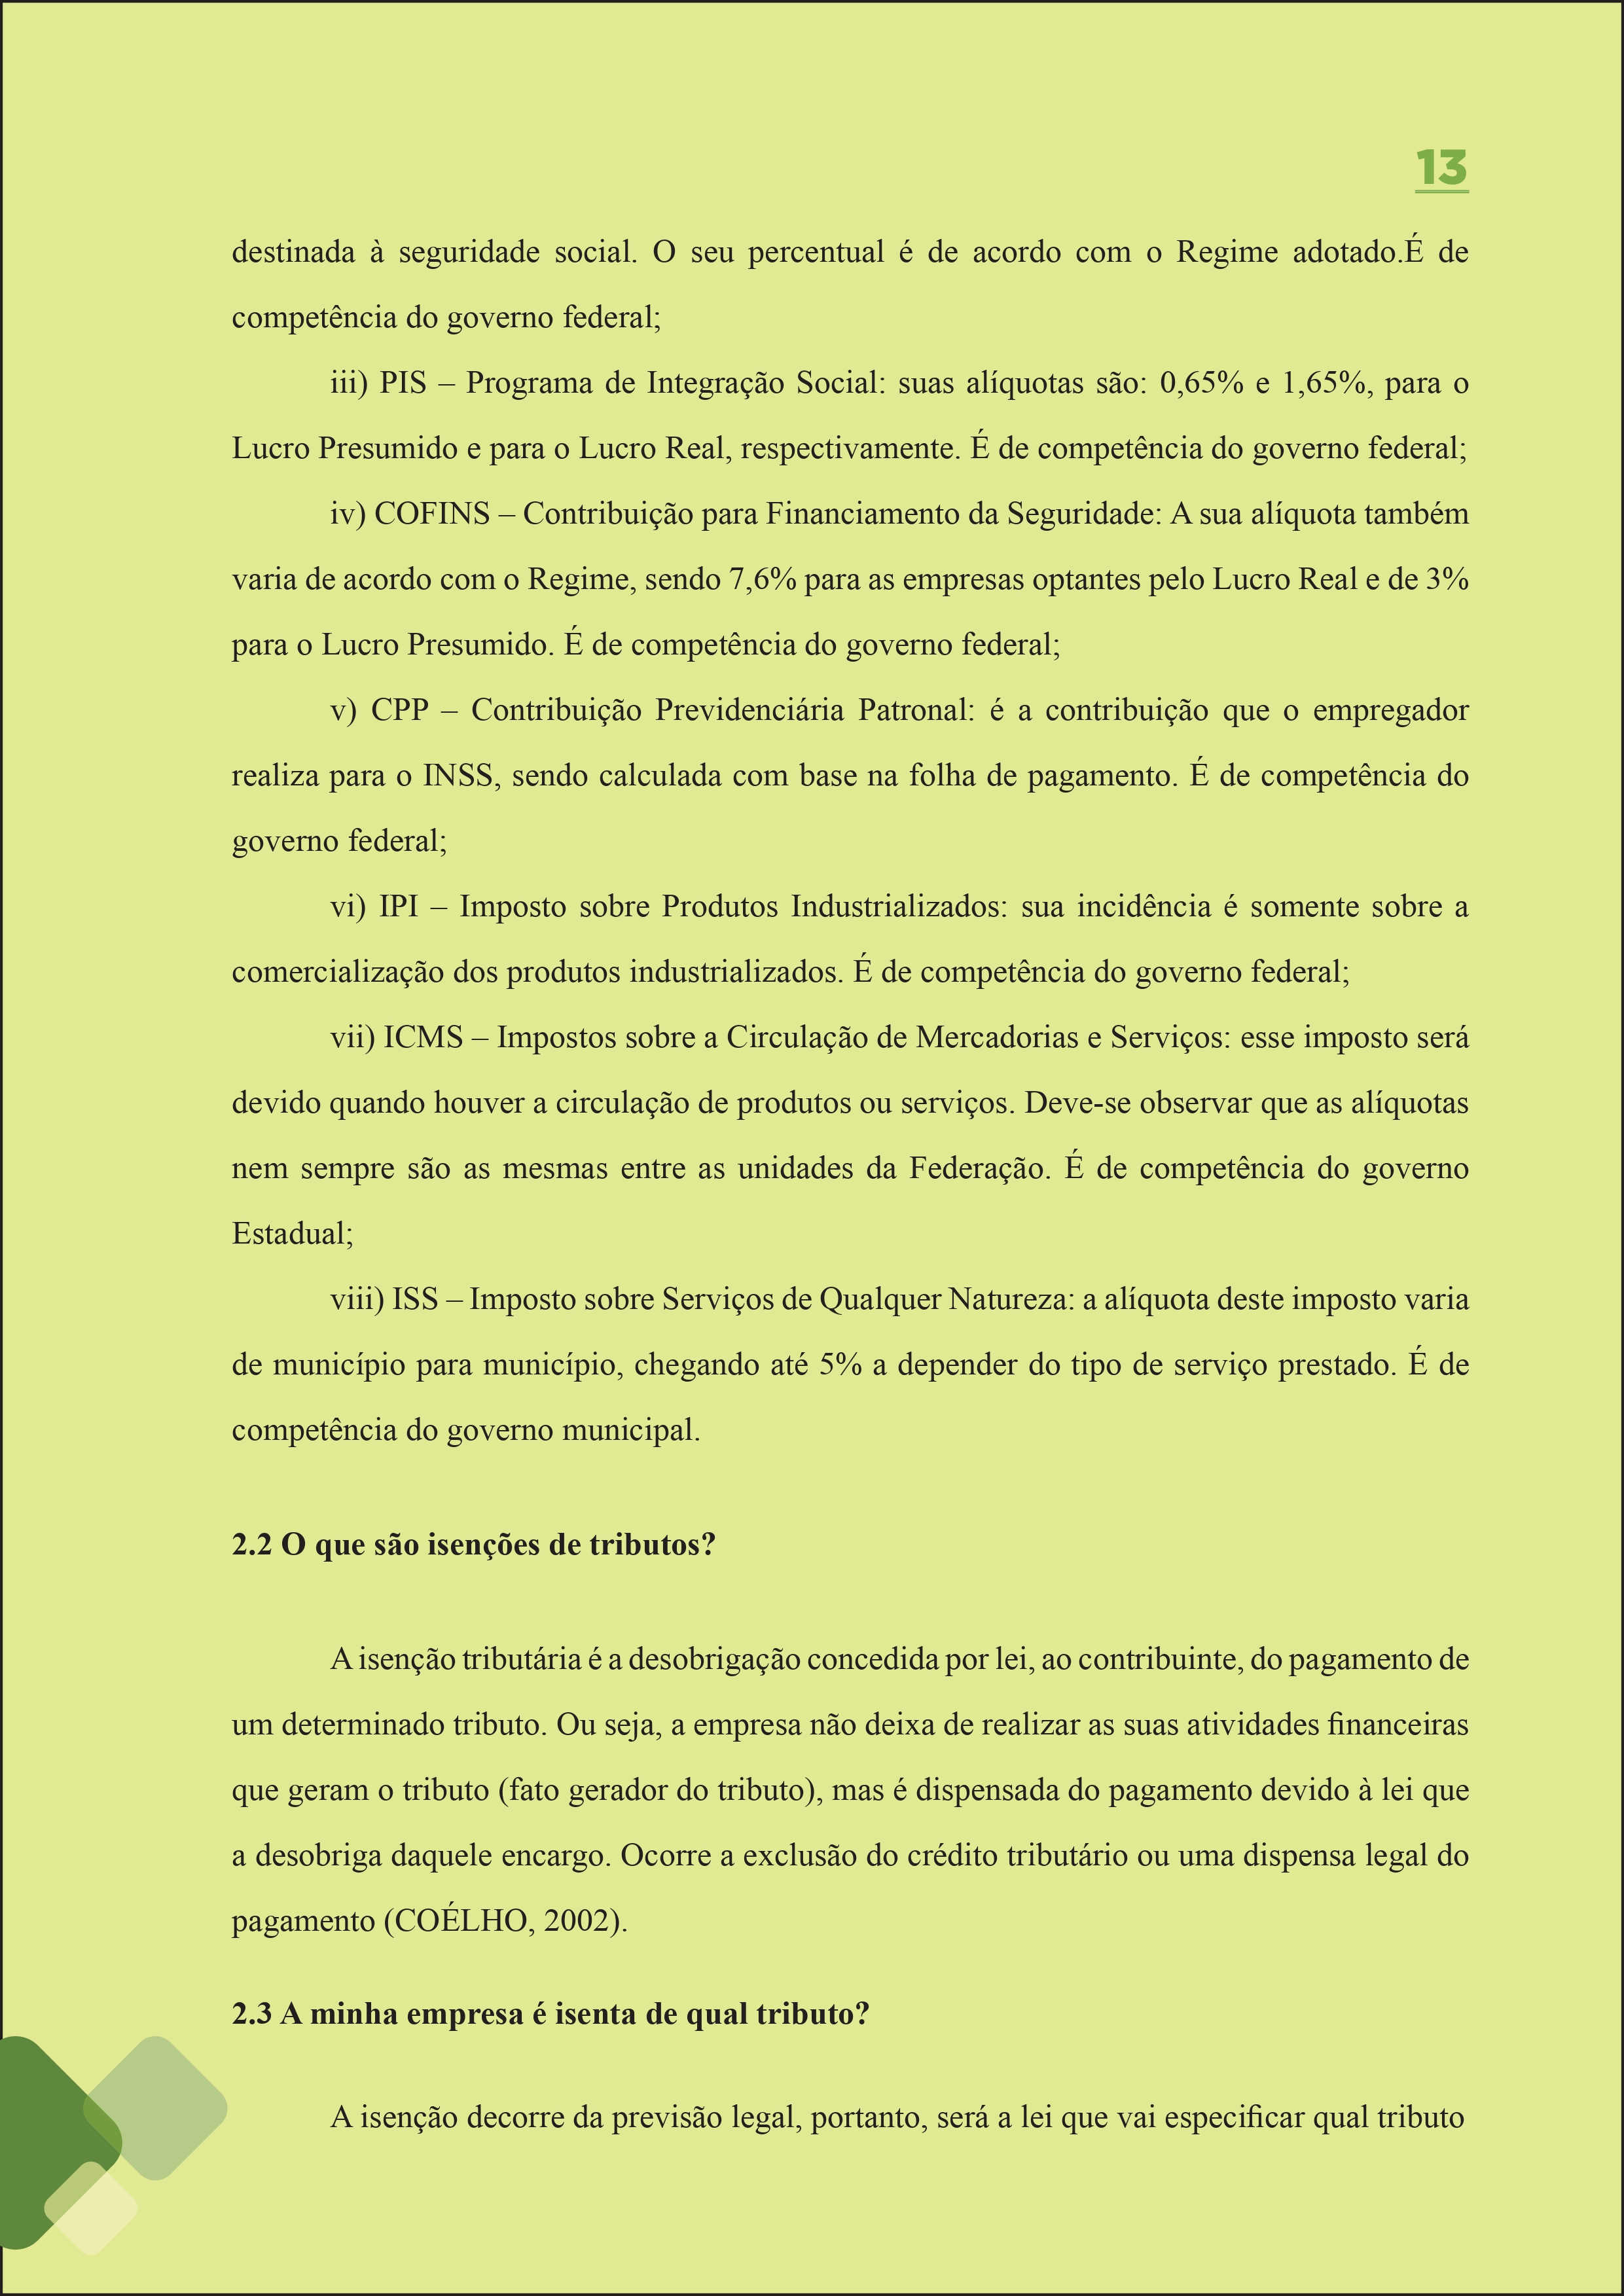 13
destinada à seguridade social. O seu percentual é de acordo com o Regime adotado.É de
competência do governo federal;
iii) PIS – Programa de Integração Social: suas alíquotas são: 0,65% e 1,65%, para o
Lucro Presumido e para o Lucro Real, respectivamente. É de competência do governo federal;
iv) COFINS – Contribuição para Financiamento da Seguridade: A sua alíquota também
varia de acordo com o Regime, sendo 7,6% para as empresas optantes pelo Lucro Real e de 3%
para o Lucro Presumido. É de competência do governo federal;
v) CPP – Contribuição Previdenciária Patronal: é a contribuição que o empregador
realiza para o INSS, sendo calculada com base na folha de pagamento. É de competência do
governo federal;
vi) IPI – Imposto sobre Produtos Industrializados: sua incidência é somente sobre a
comercialização dos produtos industrializados. É de competência do governo federal;
vii) ICMS – Impostos sobre a Circulação de Mercadorias e Serviços: esse imposto será
devido quando houver a circulação de produtos ou serviços. Deve-se observar que as alíquotas
nem sempre são as mesmas entre as unidades da Federação. É de competência do governo
Estadual;
viii) ISS – Imposto sobre Serviços de Qualquer Natureza: a alíquota deste imposto varia
de município para município, chegando até 5% a depender do tipo de serviço prestado. É de
competência do governo municipal.
2.2 O que são isenções de tributos?
A isenção tributária é a desobrigação concedida por lei, ao contribuinte, do pagamento de
um determinado tributo. Ou seja, a empresa não deixa de realizar as suas atividades financeiras
que geram o tributo (fato gerador do tributo), mas é dispensada do pagamento devido à lei que
a desobriga daquele encargo. Ocorre a exclusão do crédito tributário ou uma dispensa legal do
pagamento (COÉLHO, 2002).
2.3 A minha empresa é isenta de qual tributo?
A isenção decorre da previsão legal, portanto, será a lei que vai especificar qual tributo